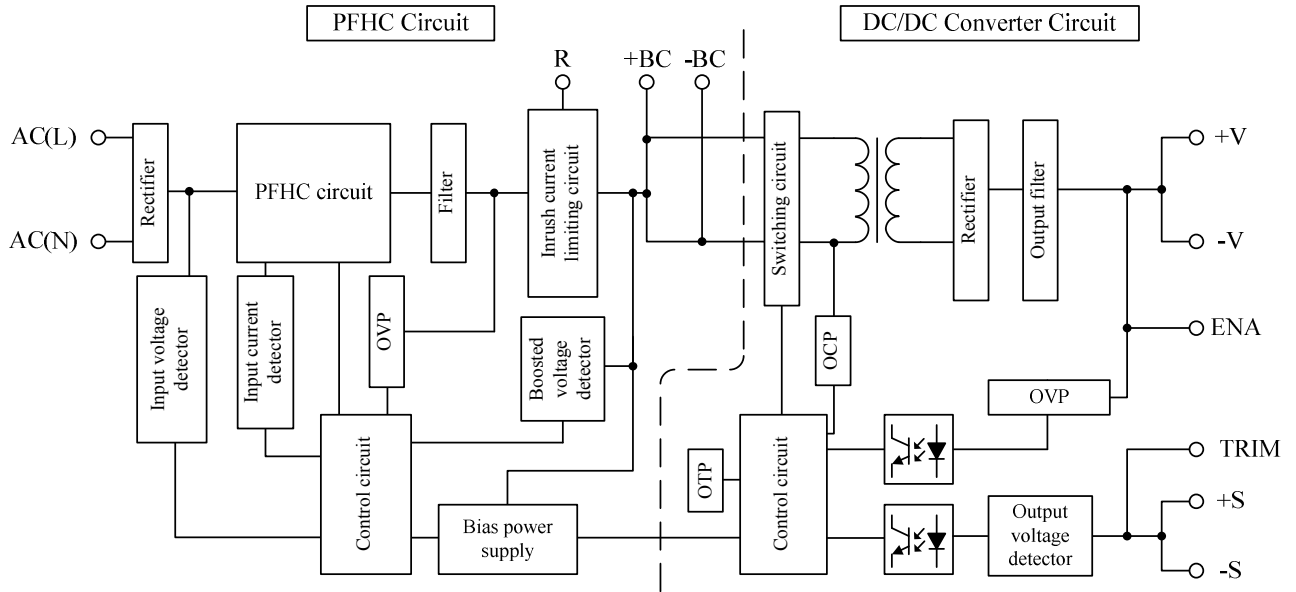 PFHC Circuit
DC/DC Converter Circuit
R
+BC
-BC
AC(L)
AC(N)
Rectifier
PFHC circuit
Filter
Inrush current
limiting circuit
Switching circuit
Rectifier
Output filter
+V
-V
ENA
Input voltage
detector
Input current
detector
OVP
Boosted
voltage
detector
OCP
OVP
TRIM
Control circuit
Bias power
supply
OTP
Control circuit
Output
voltage
detector
+S
-S